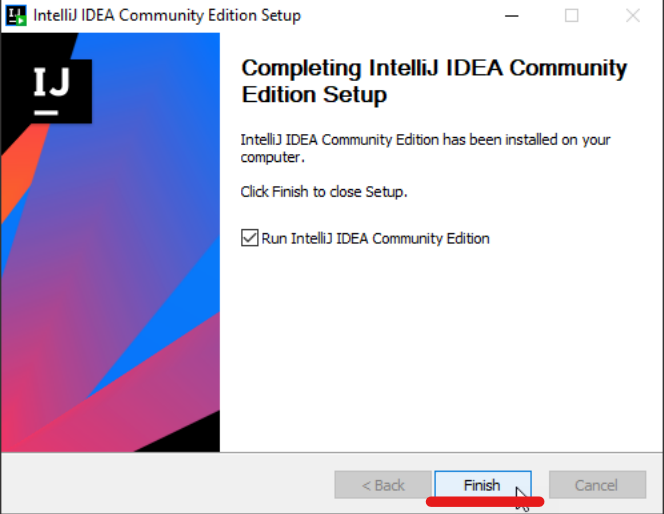 IntelliJ IDEA Community Edition Setup
IJ
Completing IntelliJ IDEA Community
Edition Setup
IntelliJ IDEA Community Edition has been installed on your
computer.
Click Finish to close Setup.
Run IntelliJ IDEA Community Edition
< Back
Finish
Cancel